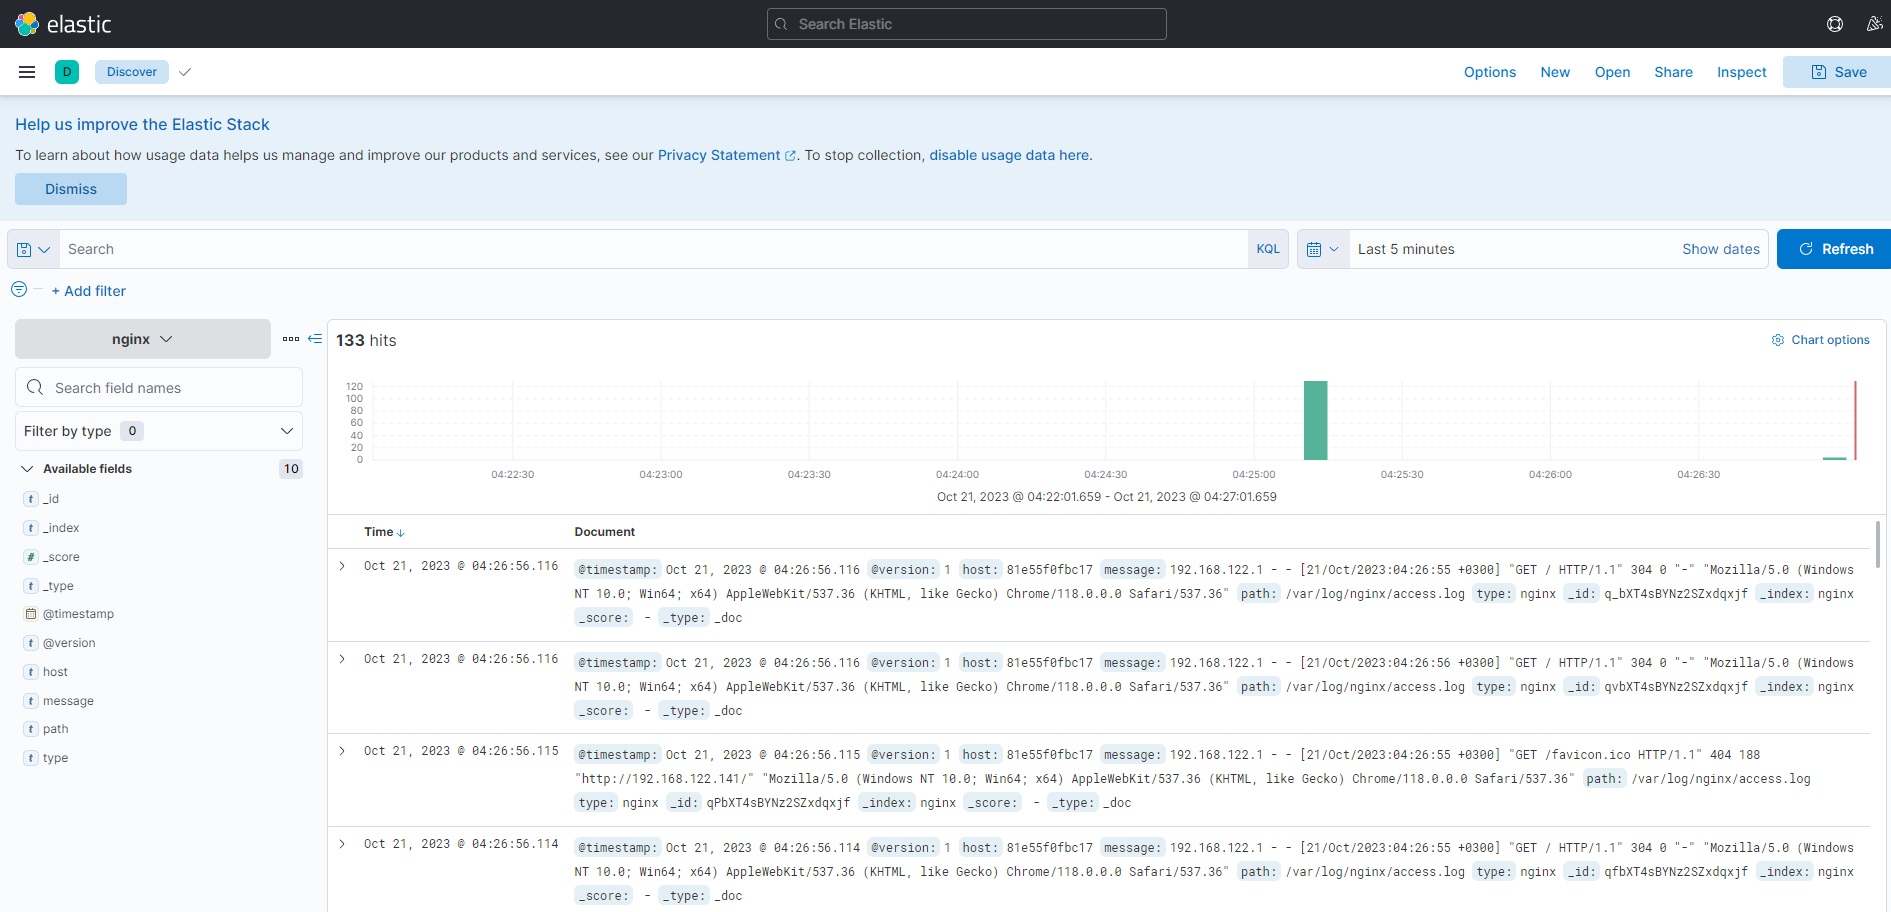 elastic
Search Elastic
D
Discover
Options
New
Open
Share
Inspect
Save
Help us improve the Elastic Stack
To learn about how usage data helps us manage and improve our products and services, see our Privacy Statement. To stop collection, disable usage data here.
Dismiss
Search
KQL
Last 5 minutes
Show dates
Refresh
+ Add filter
nginx
133 hits
Chart options
Search field names
Filter by type 0
Available fields 10
t _id
t _index
# _score
t _type
@timestamp
t @version
t host
t message
t path
t type
120
100
80
60
40
20
0
04:22:30 04:23:00 04:23:30 04:24:00 04:24:30 04:25:00 04:25:30 04:26:00 04:26:30
Oct 21, 2023 @ 04:22:01.659 - Oct 21, 2023 @ 04:27:01.659
Time Document
Oct 21, 2023 @ 04:26:56.116
@timestamp: Oct 21, 2023 @ 04:26:56.116 @version: 1 host: 81e55f0fbc17 message: 192.168.122.1 - - [21/Oct/2023:04:26:55 +0300] "GET / HTTP/1.1" 304 0 "-" "Mozilla/5.0 (Windows
NT 10.0; Win64; x64) AppleWebKit/537.36 (KHTML, like Gecko) Chrome/118.0.0.0 Safari/537.36" path: /var/log/nginx/access.log type: nginx _id: q_bXT4sBYNz2SZxdqxjf _index: nginx
_score: - _type: _doc
Oct 21, 2023 @ 04:26:56.116
@timestamp: Oct 21, 2023 @ 04:26:56.116 @version: 1 host: 81e55f0fbc17 message: 192.168.122.1 - - [21/Oct/2023:04:26:56 +0300] "GET / HTTP/1.1" 304 0 "-" "Mozilla/5.0 (Windows
NT 10.0; Win64; x64) AppleWebKit/537.36 (KHTML, like Gecko) Chrome/118.0.0.0 Safari/537.36" path: /var/log/nginx/access.log type: nginx _id: qvbXT4sBYNz2SZxdqxjf _index: nginx
_score: - _type: _doc
Oct 21, 2023 @ 04:26:56.115
@timestamp: Oct 21, 2023 @ 04:26:56.115 @version: 1 host: 81e55f0fbc17 message: 192.168.122.1 - - [21/Oct/2023:04:26:55 +0300] "GET /favicon.ico HTTP/1.1" 404 188
"http://192.168.122.141/" "Mozilla/5.0 (Windows NT 10.0; Win64; x64) AppleWebKit/537.36 (KHTML, like Gecko) Chrome/118.0.0.0 Safari/537.36" path: /var/log/nginx/access.log
type: nginx _id: qPbXT4sBYNz2SZxdqxjf _index: nginx _score: - _type: _doc
Oct 21, 2023 @ 04:26:56.114
@timestamp: Oct 21, 2023 @ 04:26:56.114 @version: 1 host: 81e55f0fbc17 message: 192.168.122.1 - - [21/Oct/2023:04:26:55 +0300] "GET / HTTP/1.1" 304 0 "-" "Mozilla/5.0 (Windows
NT 10.0; Win64; x64) AppleWebKit/537.36 (KHTML, like Gecko) Chrome/118.0.0.0 Safari/537.36" path: /var/log/nginx/access.log type: nginx _id: qfbXT4sBYNz2SZxdqxjf _index: nginx
_score: - _type: _doc